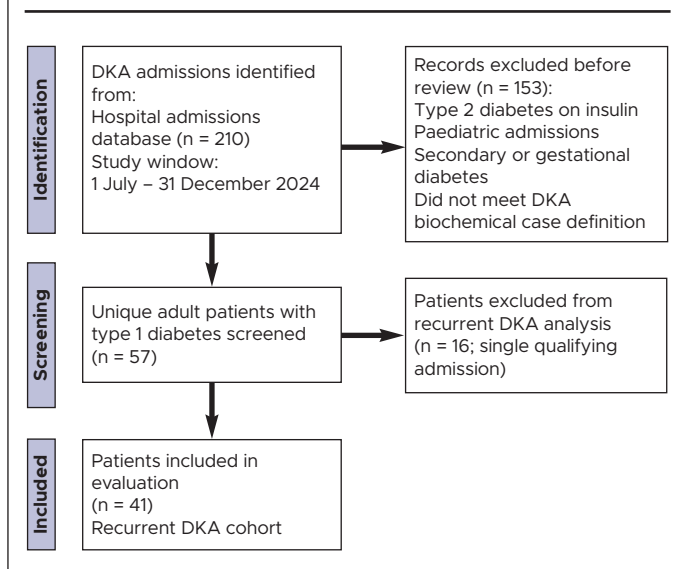 Identification
DKA admissions identified
from:
Hospital admissions
database (n = 210)
Study window:
1 July – 31 December 2024
Records excluded before
review (n = 153):
Type 2 diabetes on insulin
Paediatric admissions
Secondary or gestational
diabetes
Did not meet DKA
biochemical case definition
Screening
Unique adult patients with
type 1 diabetes screened
(n = 57)
Patients excluded from
recurrent DKA analysis
(n = 16; single qualifying
admission)
Included
Patients included in
evaluation
(n = 41)
Recurrent DKA cohort